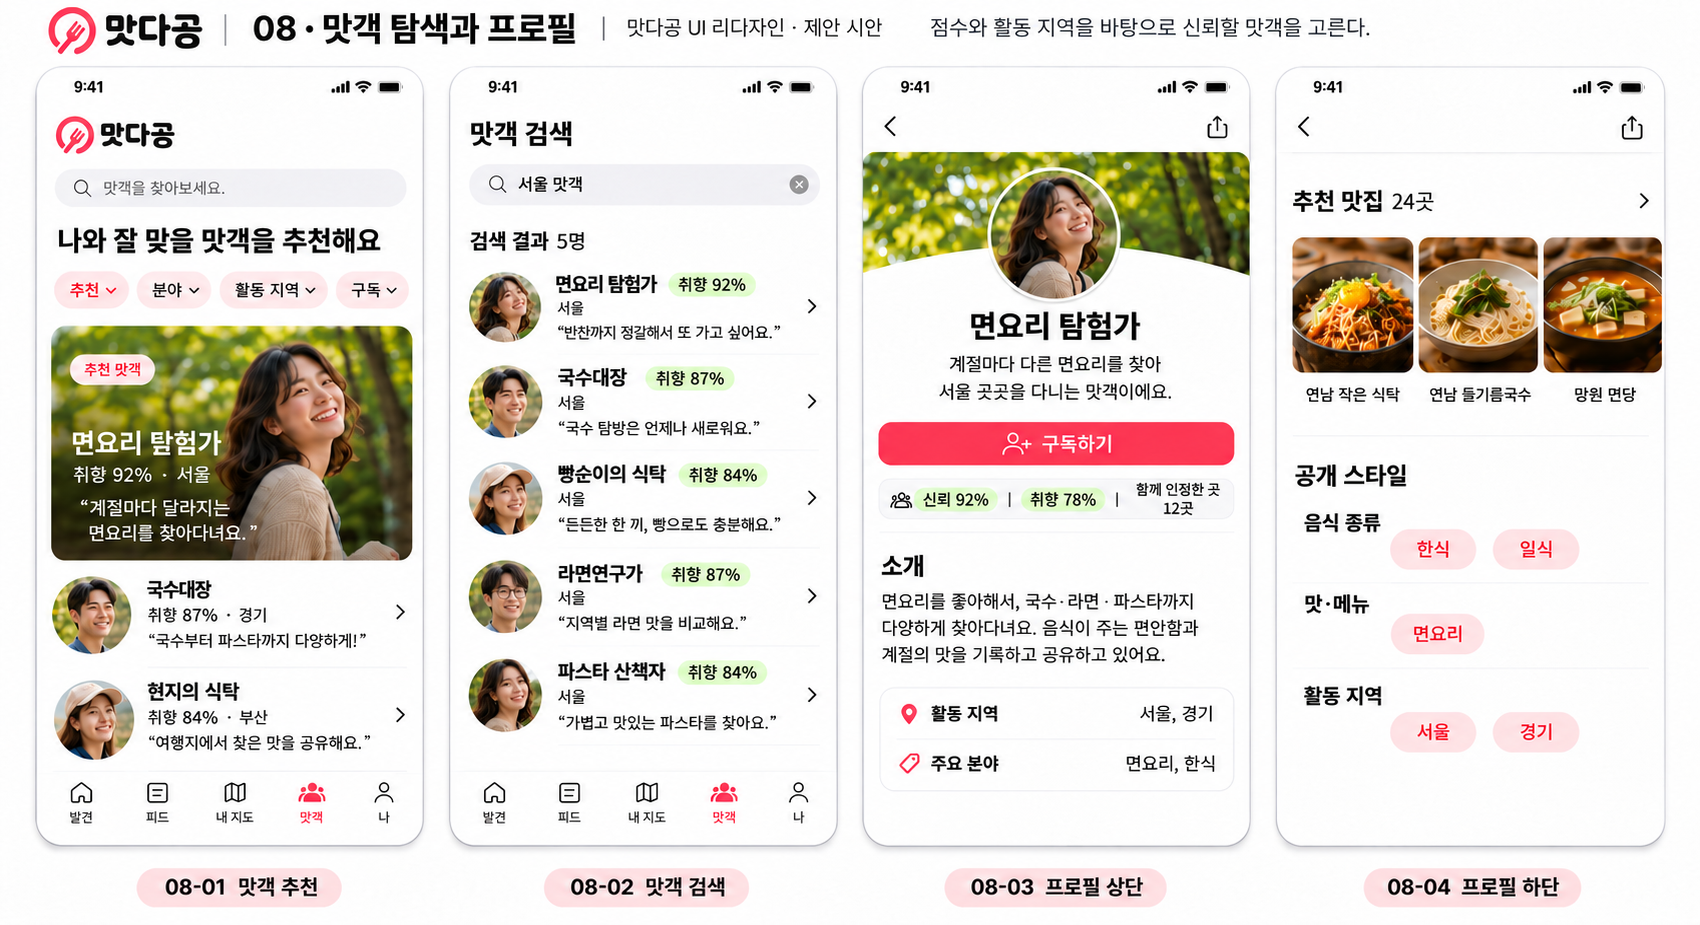 맛다공
08 · 맛객 탐색과 프로필
맛다공 UI 리다자인 · 제안 시안
점수와 활동 지역을 바탕으로 신뢰할 맛객을 고른다.
9:41
맛다공
맛객을 찾아보세요.
나와 잘 맞을 맛객을 추천해요
추천
분야
활동 지역
구독
추천 맛객
면요리 탐험가
취향 92% · 서울
“계절마다 달라지는
면요리를 찾아다녀요.”
국수대장
취향 87% · 경기
“국수부터 파스타까지 다양하게!”
현지의 식탁
취향 84% · 부산
“여행지에서 찾은 맛을 공유해요.”
발견
피드
내 지도
맛객
나
08-01 맛객 추천
9:41
맛객 검색
서울 맛객
검색 결과 5명
면요리 탐험가 취향 92%
서울
“반찬까지 정갈해서 또 가고 싶어요.”
국수대장 취향 87%
서울
“국수 탐방은 언제나 새로워요.”
빵순이의 식탁 취향 84%
서울
“든든한 한 끼, 빵으로도 충분해요.”
라면연구가 취향 87%
서울
“지역별 라면 맛을 비교해요.”
파스타 산책자 취향 84%
서울
“가볍고 맛있는 파스타를 찾아요.”
발견
피드
내 지도
맛객
나
08-02 맛객 검색
9:41
면요리 탐험가
계절마다 다른 면요리를 찾아
서울 곳곳을 다니는 맛객이에요.
구독하기
신뢰 92% | 취향 78% | 함께 인정한 곳
12곳
소개
면요리를 좋아해서, 국수·라면·파스타까지
다양하게 찾아다녀요. 음식이 주는 편안함과
계절의 맛을 기록하고 공유하고 있어요.
활동 지역 서울, 경기
주요 분야 면요리, 한식
08-03 프로필 상단
9:41
추천 맛집 24곳
연남 작은 식탁
연남 들기름국수
망원 면당
공개 스타일
음식 종류
한식
일식
맛·메뉴
면요리
활동 지역
서울
경기
08-04 프로필 하단